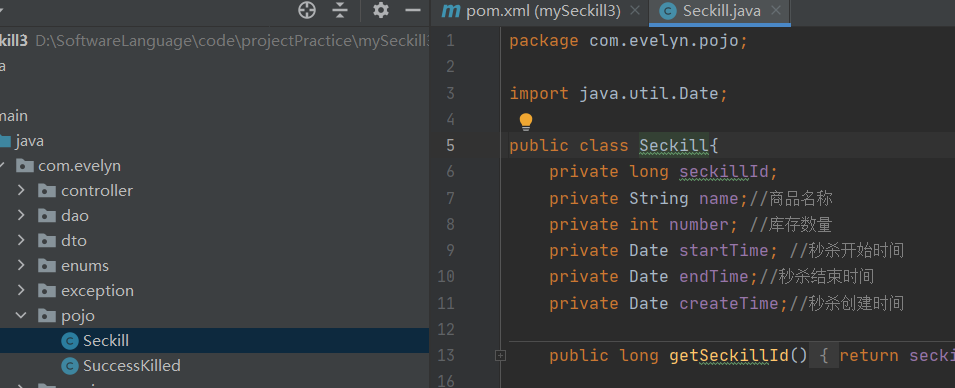 kill3 D:\SoftwareLanguage\code\projectPractice\mySeckill3
a
main
java
com.evelyn
controller
dao
dto
enums
exception
pojo
Seckill
SuccessKilled
pom.xml (mySeckill3)
Seckill.java
1 package com.evelyn.pojo;
2
3 import java.util.Date;
4
5 public class Seckill{
6 private long seckillId;
7 private String name;//商品名称
8 private int number; //库存数量
9 private Date startTime; //秒杀开始时间
10 private Date endTime;//秒杀结束时间
11 private Date createTime;//秒杀创建时间
12
13 public long getSeckillId() { return secki
16